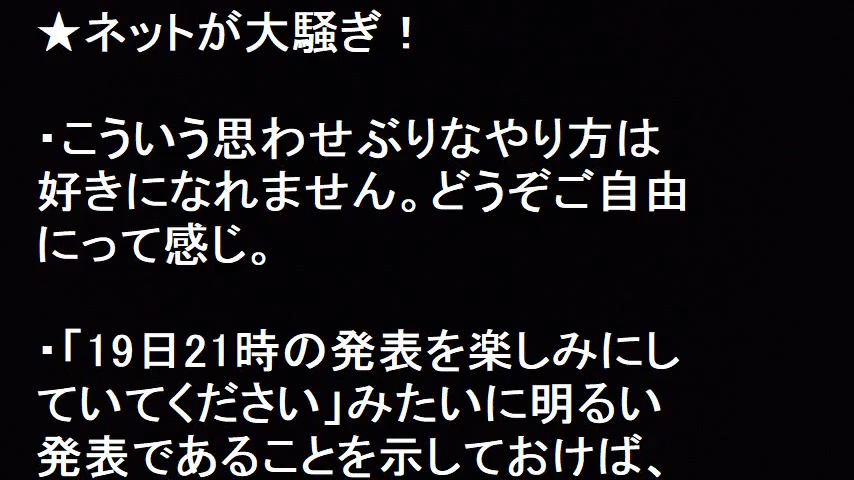 ★ネットが大騒ぎ！
・こういう思わせぶりなやり方は
好きになれません。どうぞご自由
にって感じ。
・「19日21時の発表を楽しみにし
ていてください」みたいに明るい
発表であることを示しておけば、